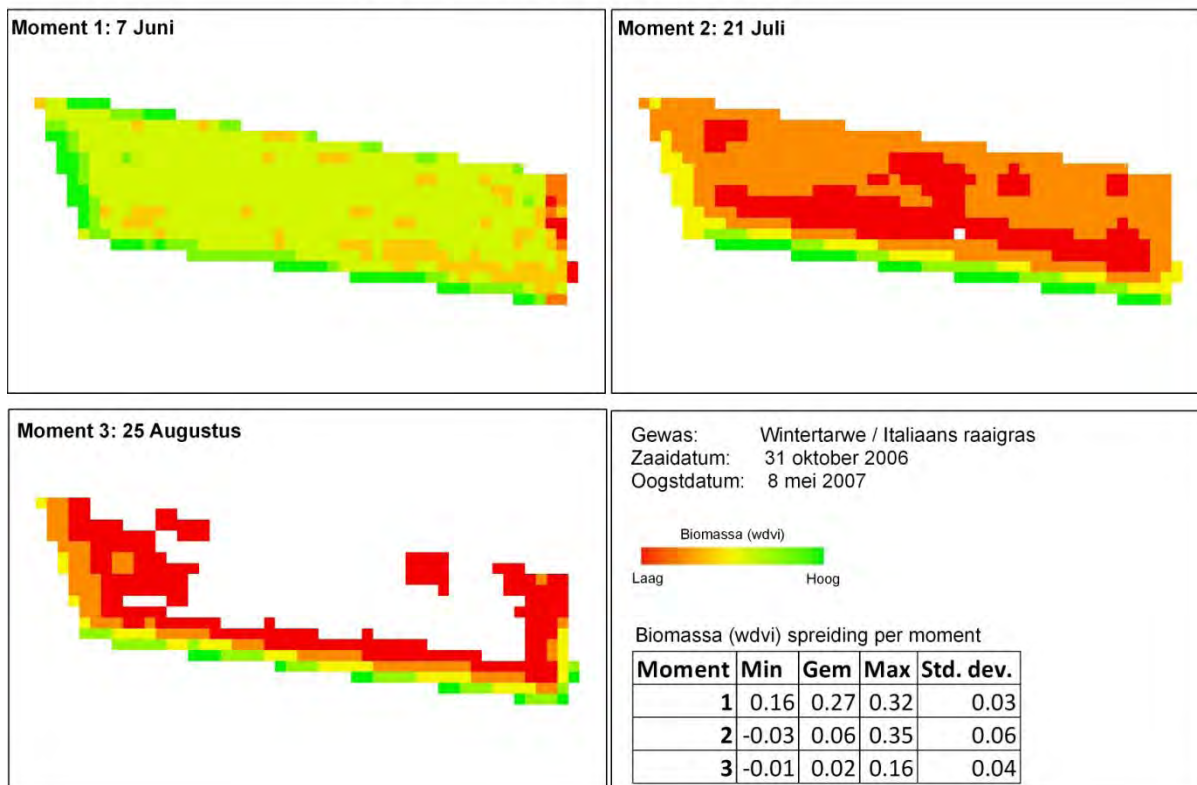 Moment 1: 7 Juni
Moment 2: 21 Juli
Moment 3: 25 Augustus
Gewas: Wintertarwe / Italiaans raaigras
Zaaidatum: 31 oktober 2006
Oogstdatum: 8 mei 2007
Biomassa (wdvi)
Laag Hoog
Biomassa (wdvi) spreiding per moment
Moment Min Gem Max Std. dev.
1 0.16 0.27 0.32 0.03
2 -0.03 0.06 0.35 0.06
3 -0.01 0.02 0.16 0.04